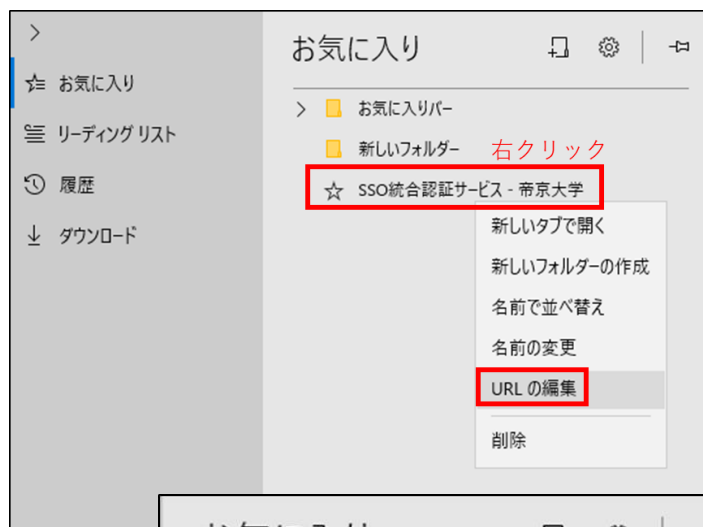 お気に入り
お気に入り
リーディング リスト
履歴
ダウンロード
お気に入りバー
新しいフォルダー
右クリック
SSO統合認証サービス - 帝京大学
新しいタブで開く
新しいフォルダーの作成
名前で並べ替え
名前の変更
URL の編集
削除